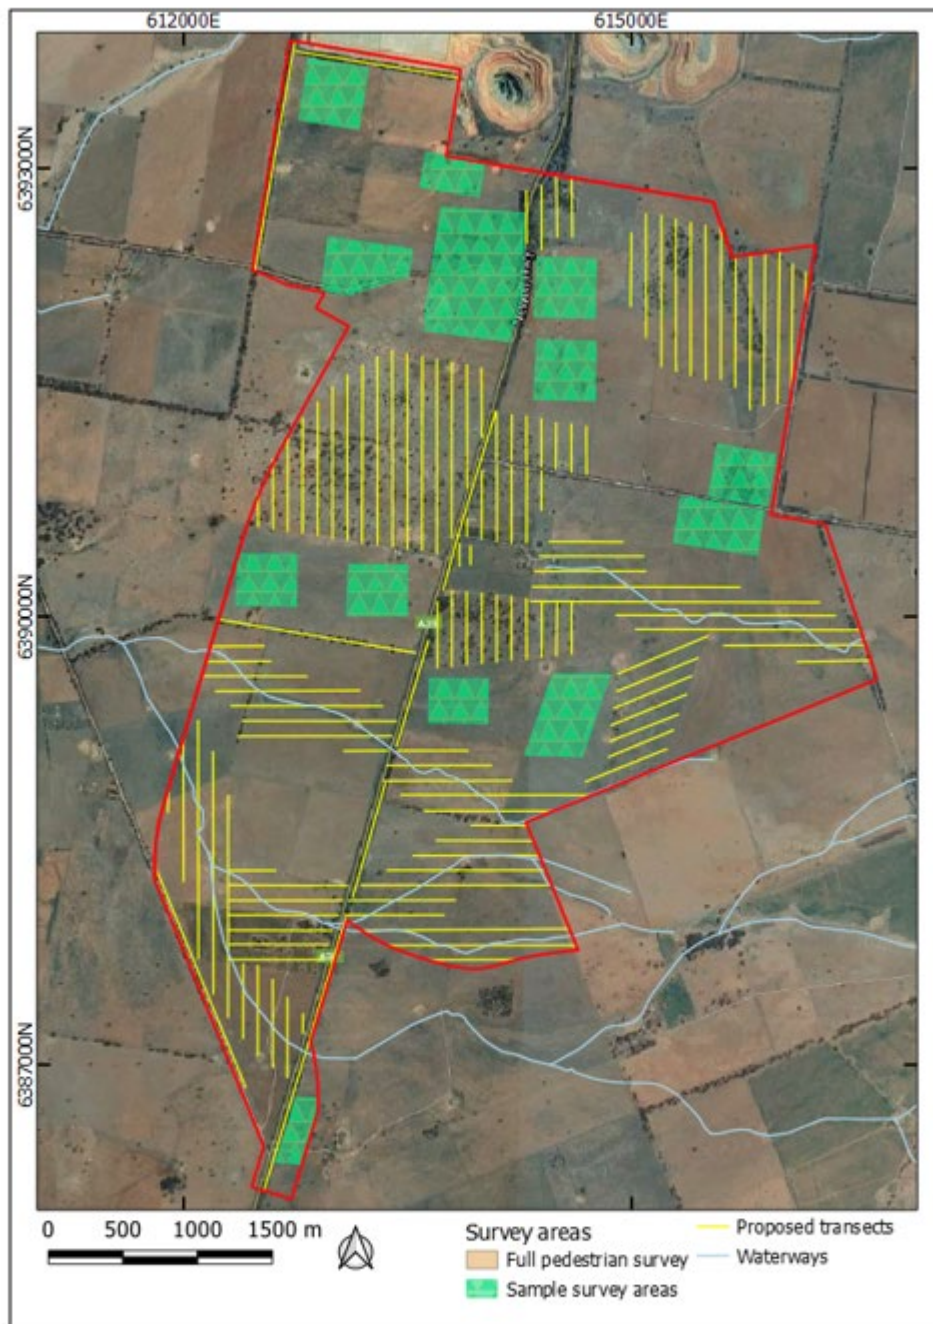 612000E 615000E
6393000N
6390000N
6387000N
0 500 1000 1500 m
Survey areas
Full pedestrian survey
Sample survey areas
Proposed transects
Waterways